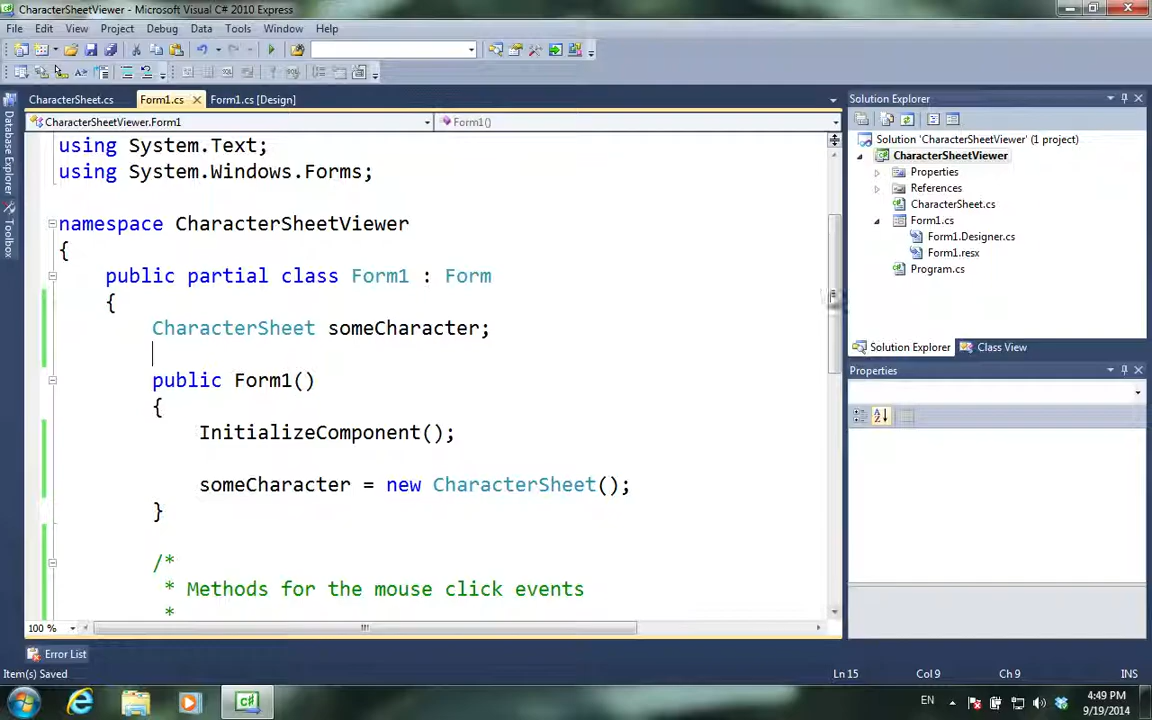 CharacterSheetViewer - Microsoft Visual C# 2010 Express
File Edit View Project Debug Data Tools Window Help
CharacterSheet.cs Form1.cs Form1.cs [Design]
CharacterSheetViewer.Form1 Form1()
Database Explorer
Toolbox
using System.Text;
using System.Windows.Forms;
namespace CharacterSheetViewer
{
public partial class Form1 : Form
{
CharacterSheet someCharacter;
public Form1()
{
InitializeComponent();
someCharacter = new CharacterSheet();
}
/*
* Methods for the mouse click events
*
100 %
Solution Explorer
Solution 'CharacterSheetViewer' (1 project)
CharacterSheetViewer
Properties
References
CharacterSheet.cs
Form1.cs
Form1.Designer.cs
Form1.resx
Program.cs
Solution Explorer Class View
Properties
Error List
Item(s) Saved Ln 15 Col 9 Ch 9 INS
EN 4:49 PM
9/19/2014